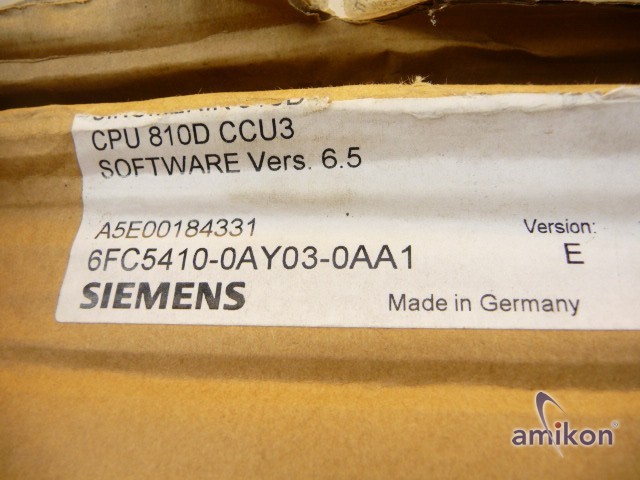 CPU 810D CCU3
SOFTWARE Vers. 6.5
A5E00184331
Version:
6FC5410-0AY03-0AA1
E
SIEMENS
Made in Germany
amikon